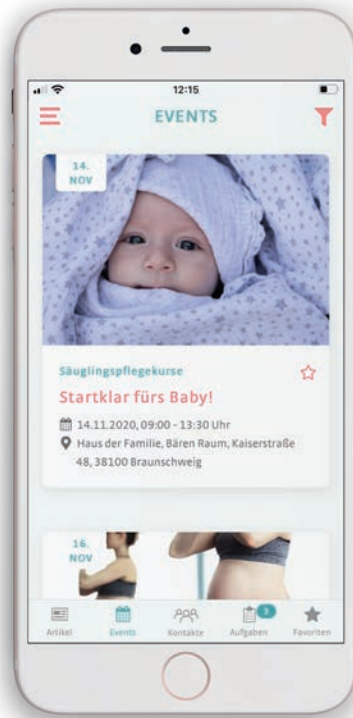 12:15
EVENTS
14.
NOV
Säuglingspflegekurse
Startklar fürs Baby!
14.11.2020, 09:00 - 13:30 Uhr
Haus der Familie, Bären Raum, Kaiserstraße
48, 38100 Braunschweig
16.
NOV
3
Artikel
Events
Kontakte
Aufgaben
Favoriten